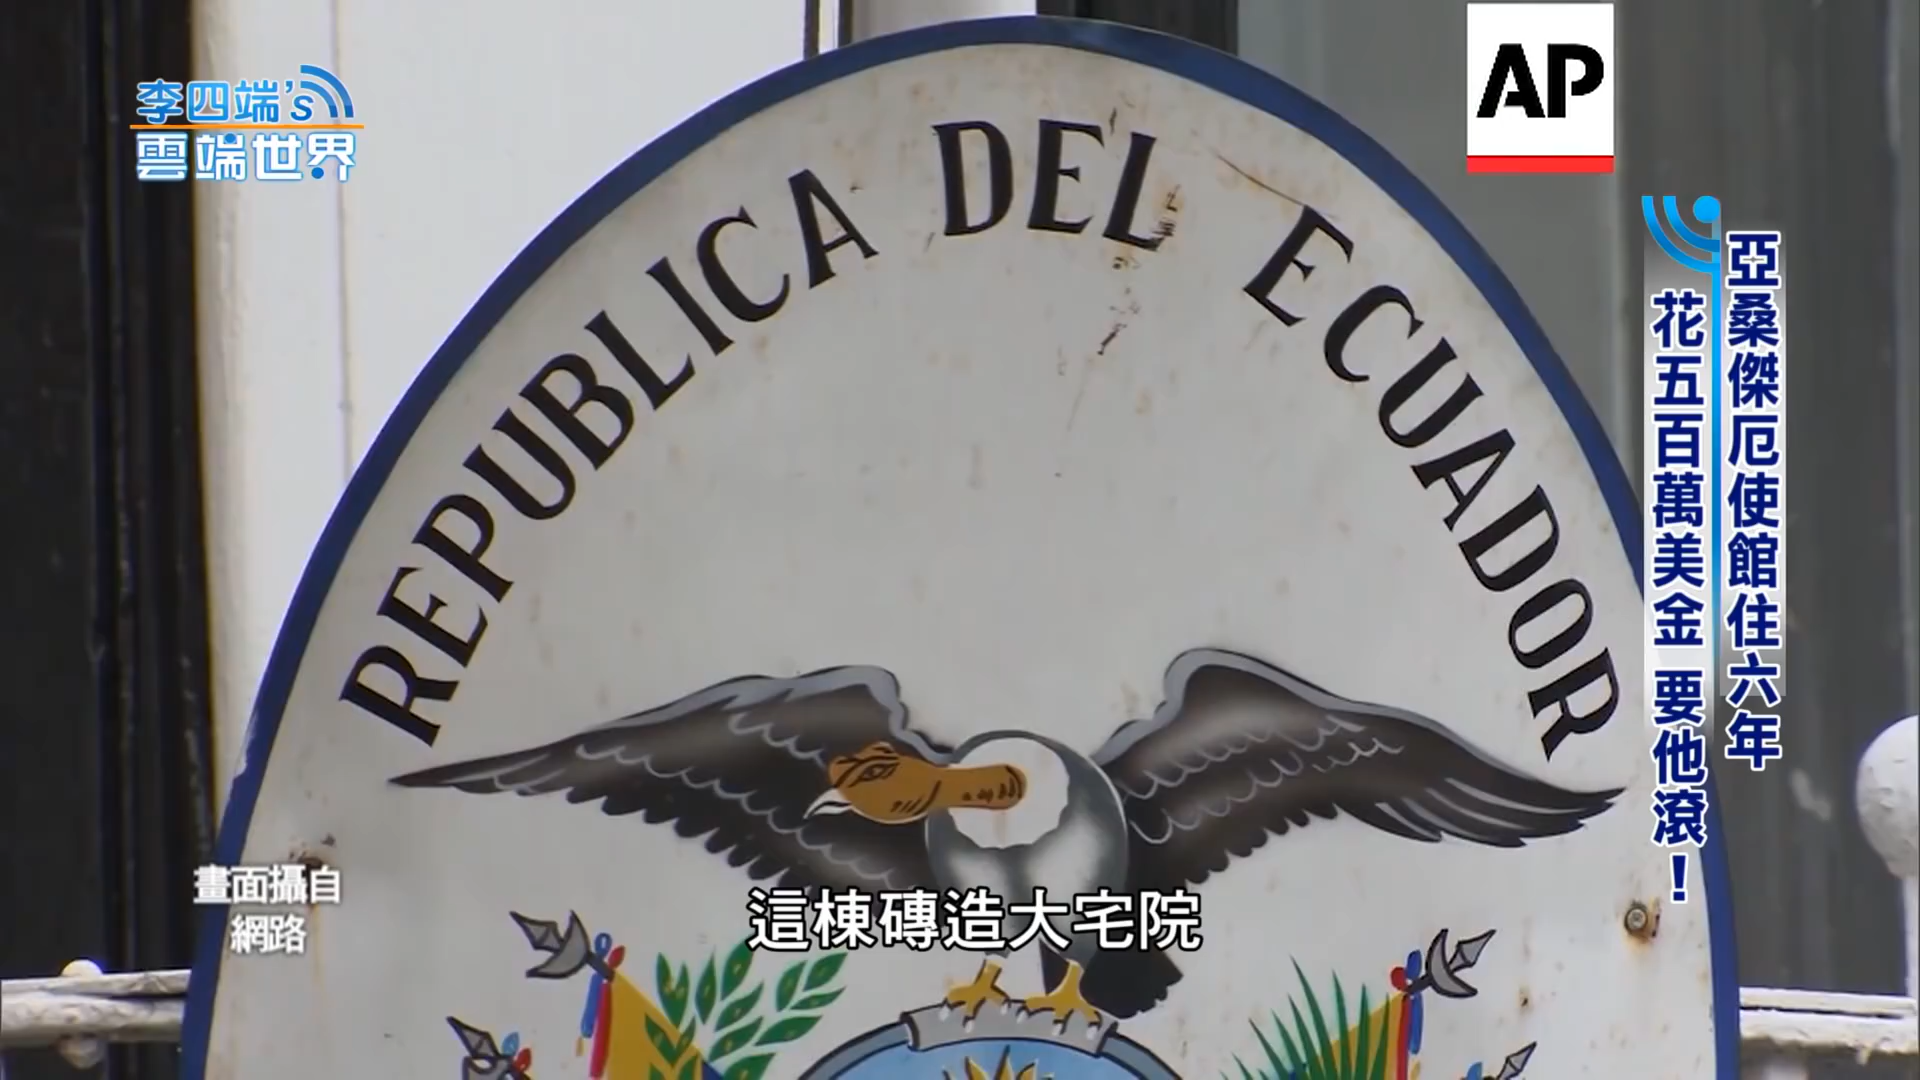 李四端's
雲端世界
AP
REPUBLICA DEL ECUADOR
亞桑傑厄使館住六年
花五百萬美金 要他滾！
畫面攝自
網路
這棟磚造大宅院